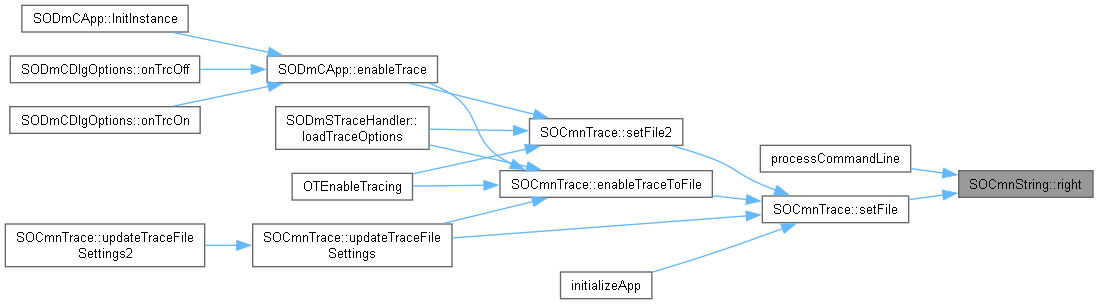 SODmCApp::InitInstance
SODmCDlgOptions::onTrcOff
SODmCApp::enableTrace
SODmCDlgOptions::onTrcOn
SODmSTraceHandler::
loadTraceOptions
SOCmnTrace::setFile2
processCommandLine
OTEnableTracing
SOCmnTrace::enableTraceToFile
SOCmnString::right
SOCmnTrace::setFile
SOCmnTrace::updateTraceFile
Settings2
SOCmnTrace::updateTraceFile
Settings
initializeApp